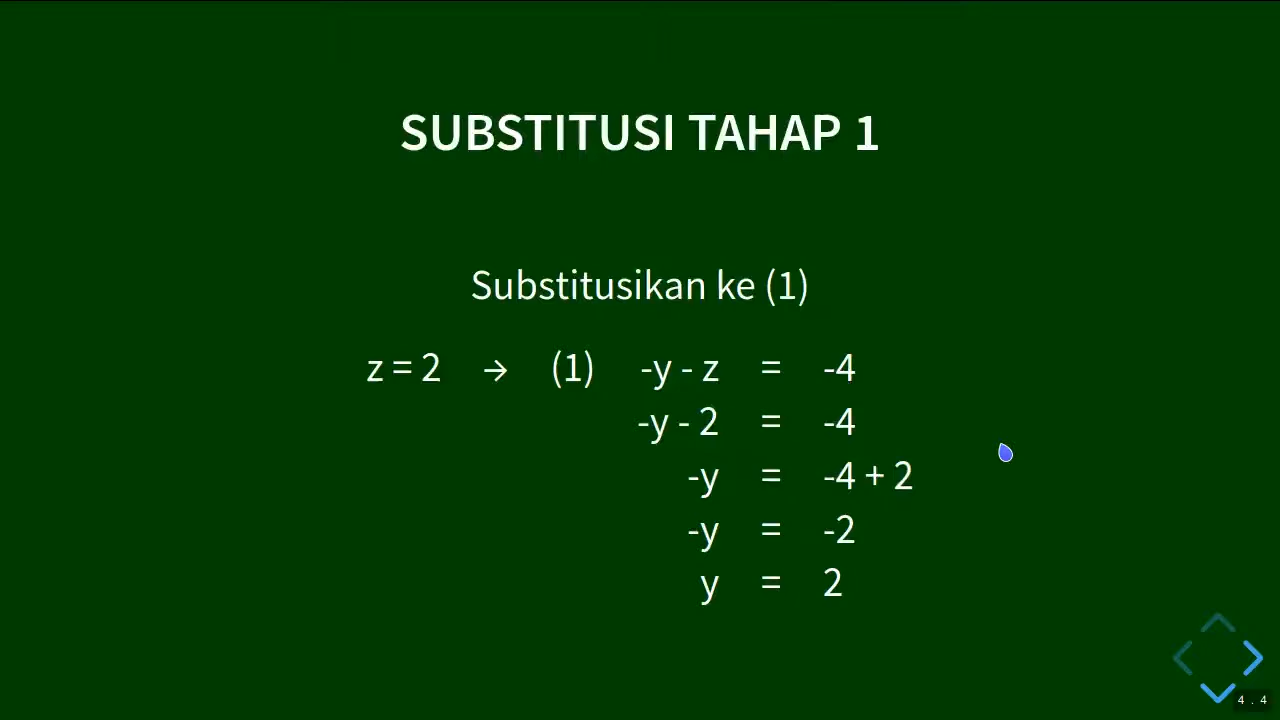 SUBSTITUSI TAHAP 1
Substitusikan ke (1)
z = 2 → (1) -y - z = -4
-y - 2 = -4
-y = -4 + 2
-y = -2
y = 2
4 . 4